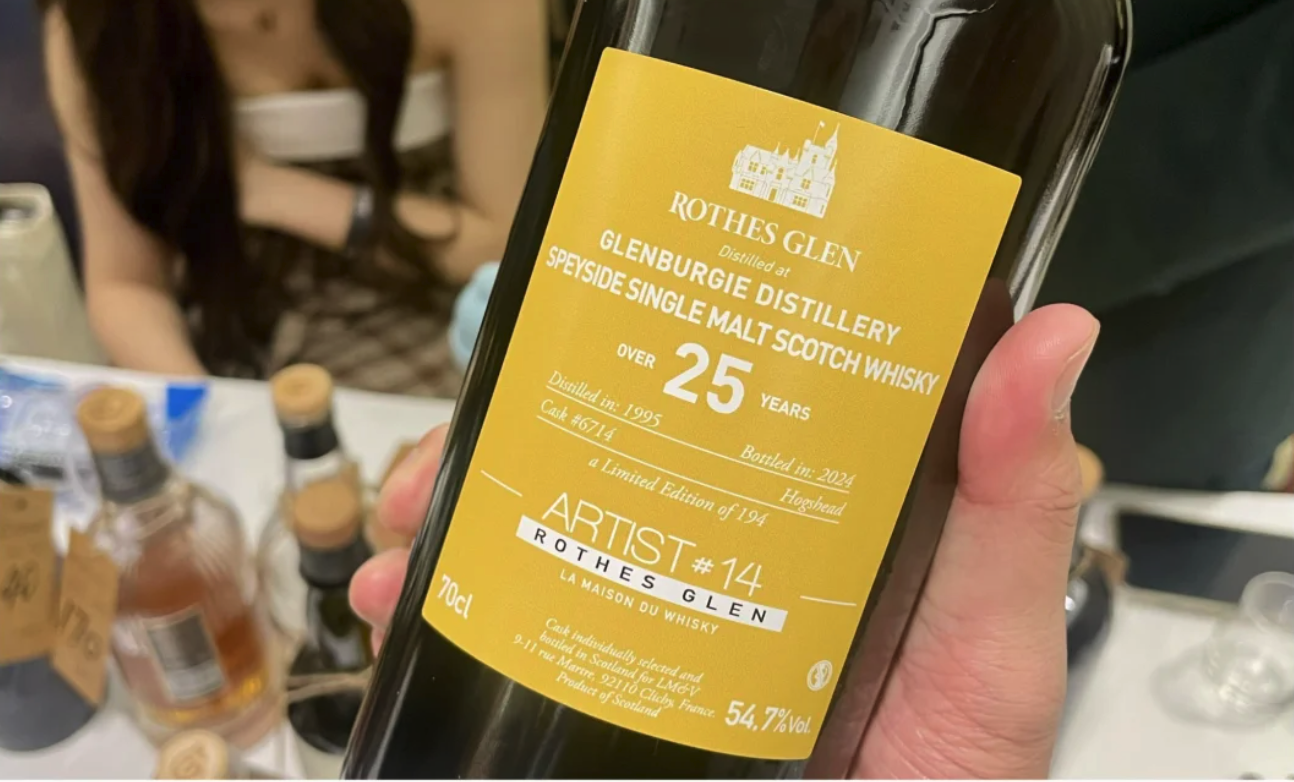 ROTHES GLEN
Distilled at
GLENBURGIE DISTILLERY
SPEYSIDE SINGLE MALT SCOTCH WHISKY
OVER 25 YEARS
Distilled in: 1995 Bottled in: 2024
Cask #6714 Hogshead
a Limited Edition of 194
ARTIST #14
ROTHES GLEN
LA MAISON DU WHISKY
70cl
Cask individually selected and
bottled in Scotland for LM&V
9-11 rue Martre, 92110 Clichy, France.
Product of Scotland
54,7%Vol.